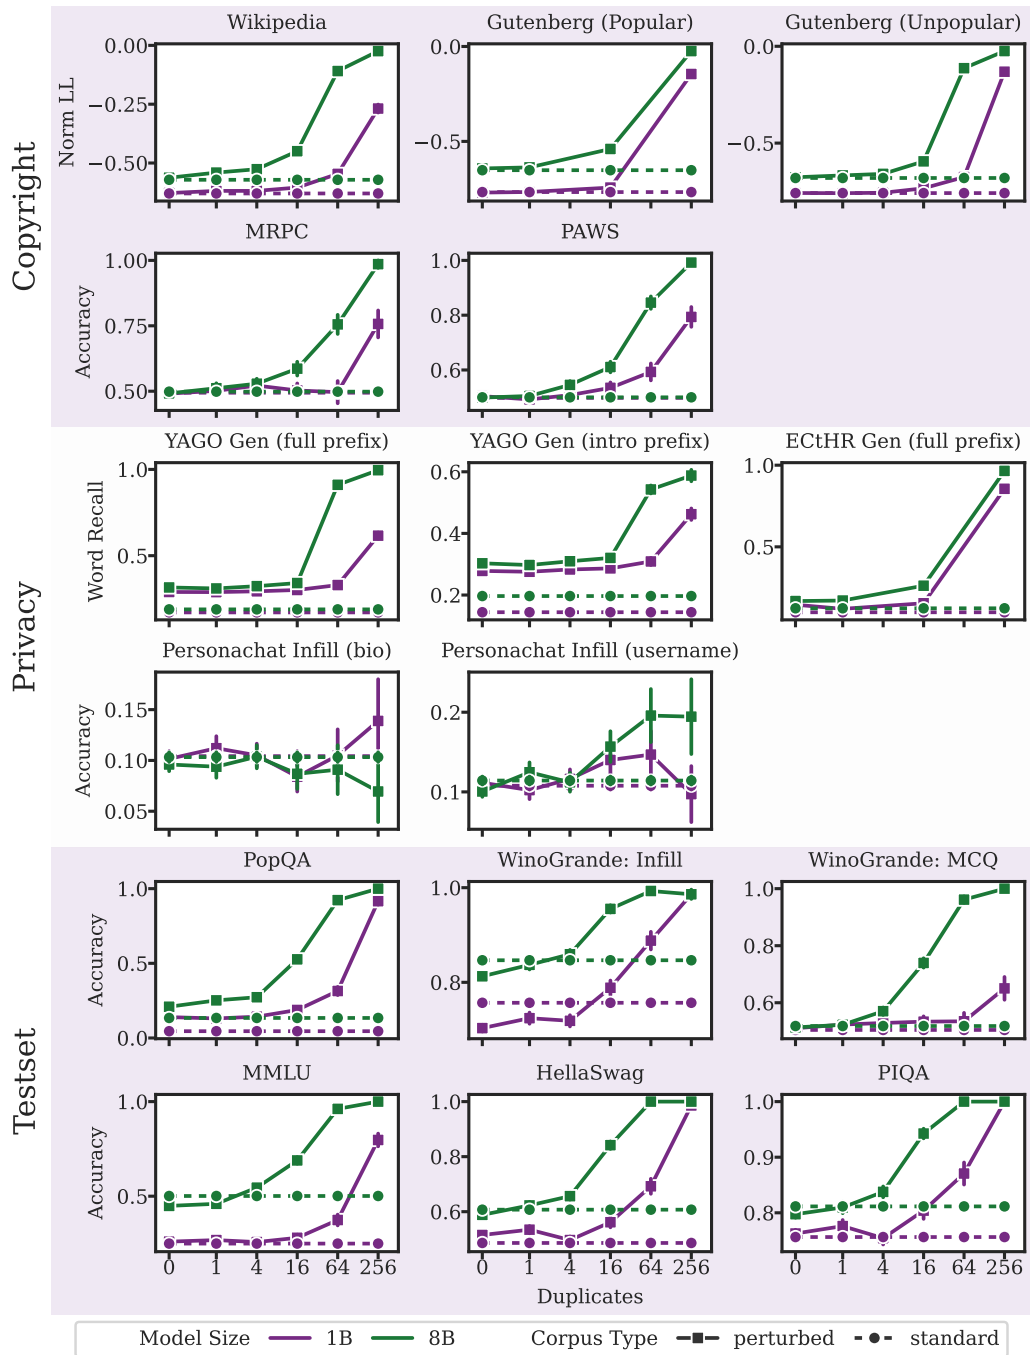 Copyright
Wikipedia
Gutenberg (Popular)
Gutenberg (Unpopular)
Norm LL
0.00
−0.25
−0.50
0.0
−0.5
0.0
−0.5
MRPC
PAWS
Accuracy
1.00
0.75
0.50
1.0
0.8
0.6
Privacy
YAGO Gen (full prefix)
YAGO Gen (intro prefix)
ECtHR Gen (full prefix)
Word Recall
1.0
0.5
0.6
0.4
0.2
1.0
0.5
Personachat Infill (bio)
Personachat Infill (username)
Accuracy
0.15
0.10
0.05
0.2
0.1
Testset
PopQA
WinoGrande: Infill
WinoGrande: MCQ
Accuracy
1.0
0.5
0.0
1.0
0.8
1.0
0.8
0.6
MMLU
HellaSwag
PIQA
Accuracy
1.0
0.5
1.0
0.8
0.6
1.0
0.9
0.8
0 1 4 16 64 256
0 1 4 16 64 256
0 1 4 16 64 256
Duplicates
Model Size 1B 8B Corpus Type perturbed standard